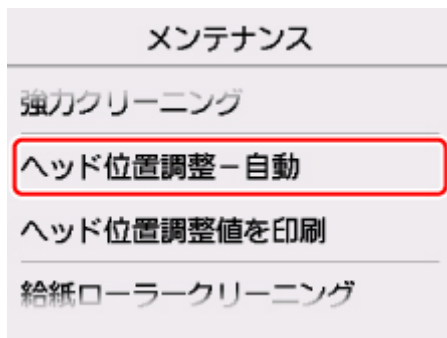 メンテナンス
強力クリーニング
ヘッド位置調整－自動
ヘッド位置調整値を印刷
給紙ローラークリーニング